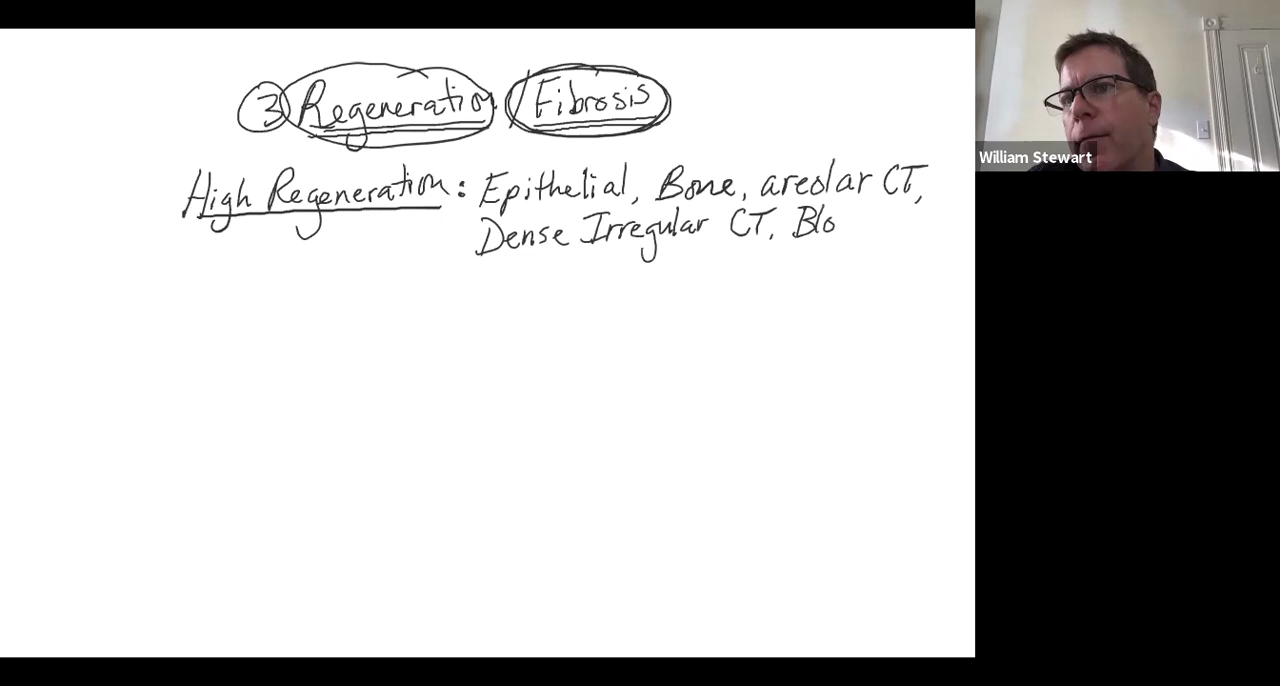 ③ Regeneration Fibrosis
High Regeneration: Epithelial, Bone, areolar CT,
Dense Irregular CT, Blo
William Stewart